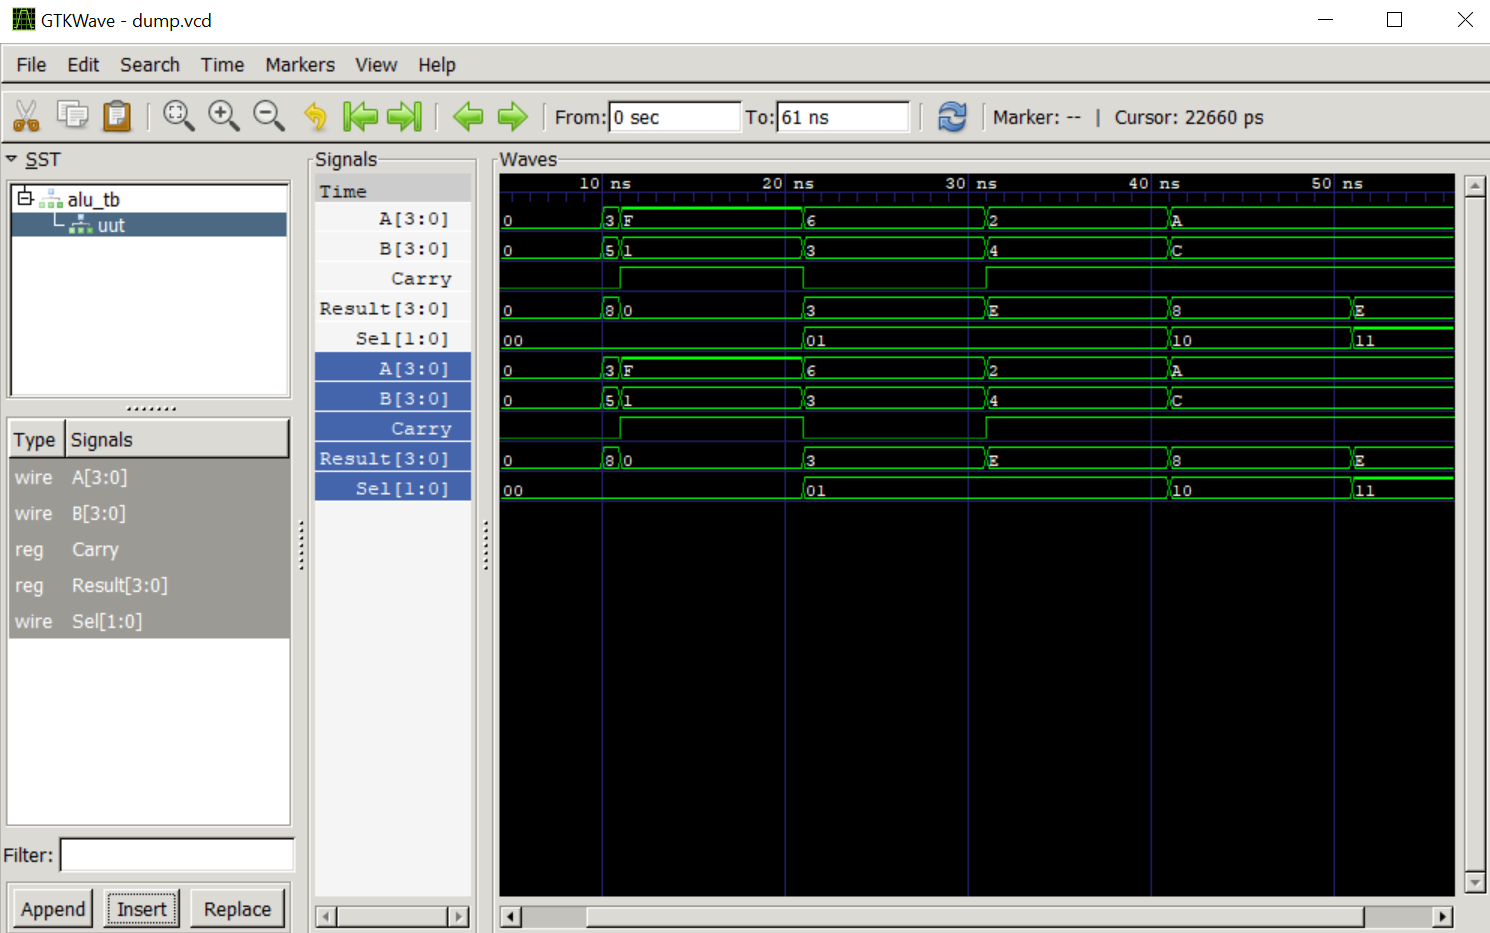 GTKWave - dump.vcd
File Edit Search Time Markers View Help
From: 0 sec To: 61 ns Marker: -- | Cursor: 22660 ps
SST
alu_tb
uut
Type Signals
wire A[3:0]
wire B[3:0]
reg Carry
reg Result[3:0]
wire Sel[1:0]
Filter:
Append Insert Replace
Signals
Time
A[3:0]
B[3:0]
Carry
Result[3:0]
Sel[1:0]
A[3:0]
B[3:0]
Carry
Result[3:0]
Sel[1:0]
Waves
10 ns 20 ns 30 ns 40 ns 50 ns
0 3 F 6 2 A
0 5 1 3 4 C
0 8 0 3 E 8 E
00 01 10 11
0 3 F 6 2 A
0 5 1 3 4 C
0 8 0 3 E 8 E
00 01 10 11